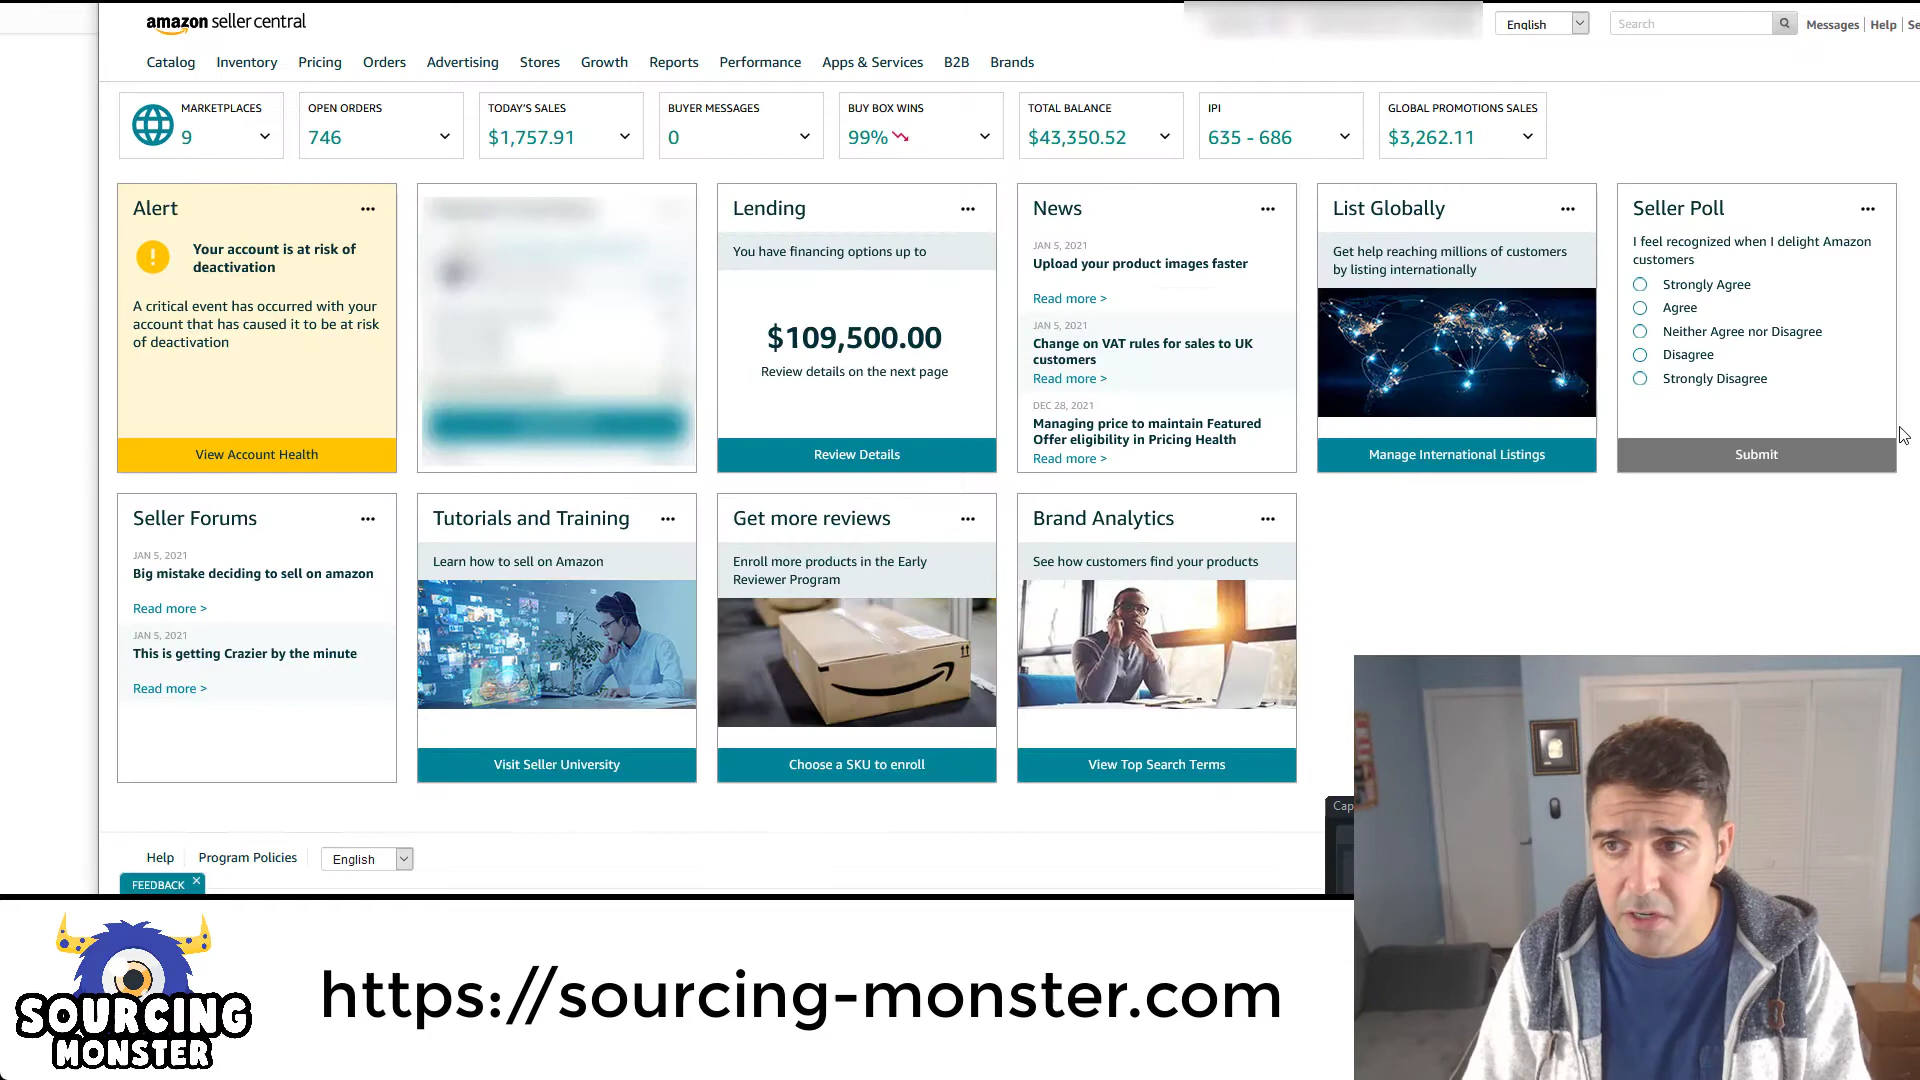 amazon seller central
English
Search
Messages | Help | Se
Catalog Inventory Pricing Orders Advertising Stores Growth Reports Performance Apps & Services B2B Brands
MARKETPLACES
9
OPEN ORDERS
746
TODAY'S SALES
$1,757.91
BUYER MESSAGES
0
BUY BOX WINS
99%
TOTAL BALANCE
$43,350.52
IPI
635 - 686
GLOBAL PROMOTIONS SALES
$3,262.11
Alert
Your account is at risk of
deactivation
A critical event has occurred with your
account that has caused it to be at risk
of deactivation
View Account Health
Lending
You have financing options up to
$109,500.00
Review details on the next page
Review Details
News
JAN 5, 2021
Upload your product images faster
Read more >
JAN 5, 2021
Change on VAT rules for sales to UK
customers
Read more >
DEC 28, 2021
Managing price to maintain Featured
Offer eligibility in Pricing Health
Read more >
List Globally
Get help reaching millions of customers
by listing internationally
Manage International Listings
Seller Poll
I feel recognized when I delight Amazon
customers
Strongly Agree
Agree
Neither Agree nor Disagree
Disagree
Strongly Disagree
Submit
Seller Forums
JAN 5, 2021
Big mistake deciding to sell on amazon
Read more >
JAN 5, 2021
This is getting Crazier by the minute
Read more >
Tutorials and Training
Learn how to sell on Amazon
Visit Seller University
Get more reviews
Enroll more products in the Early
Reviewer Program
Choose a SKU to enroll
Brand Analytics
See how customers find your products
View Top Search Terms
Cap
Help Program Policies English
FEEDBACK
SOURCING
MONSTER
https://sourcing-monster.com